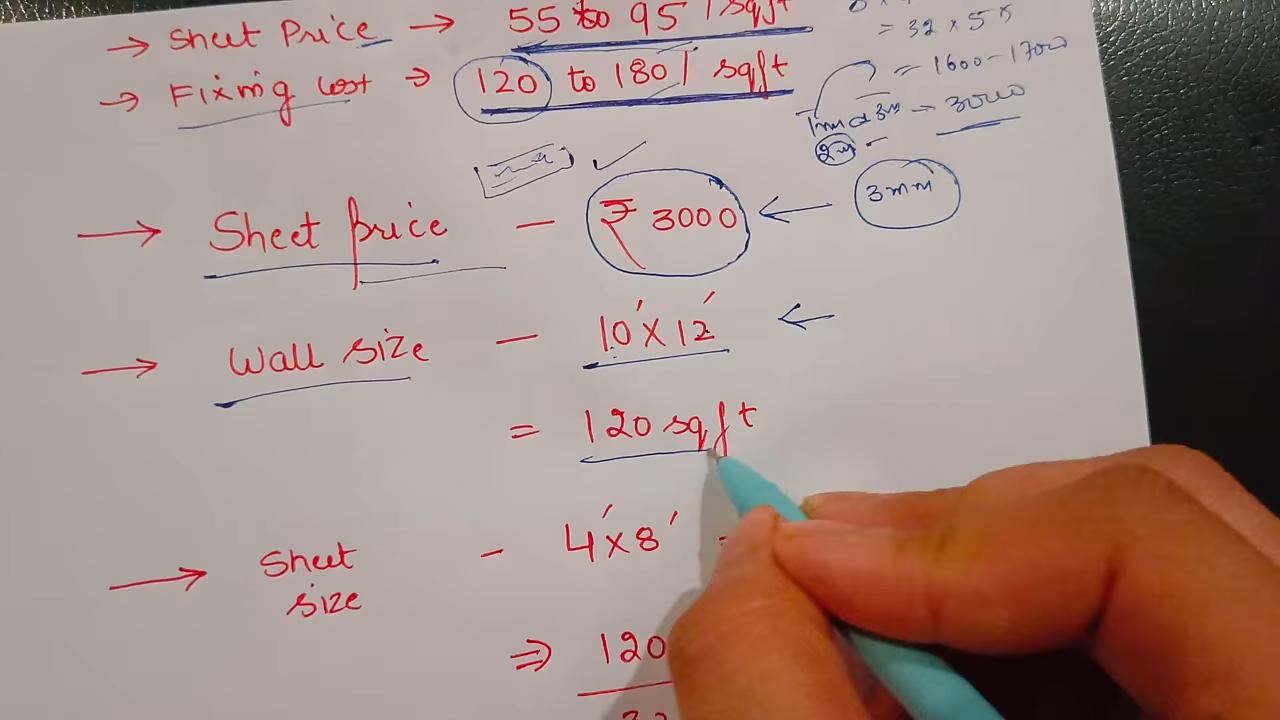 → Sheet Price → 55 to 95 / sqft
= 32 × 55
→ Fixing cost → 120 to 180 / sqft
= 1600 - 1700
- 3000
3mm
→ Sheet price - ₹ 3000 ←
→ Wall size - 10' × 12' ←
= 120 sqft
→ Sheet size - 4' × 8'
⇒ 120
32